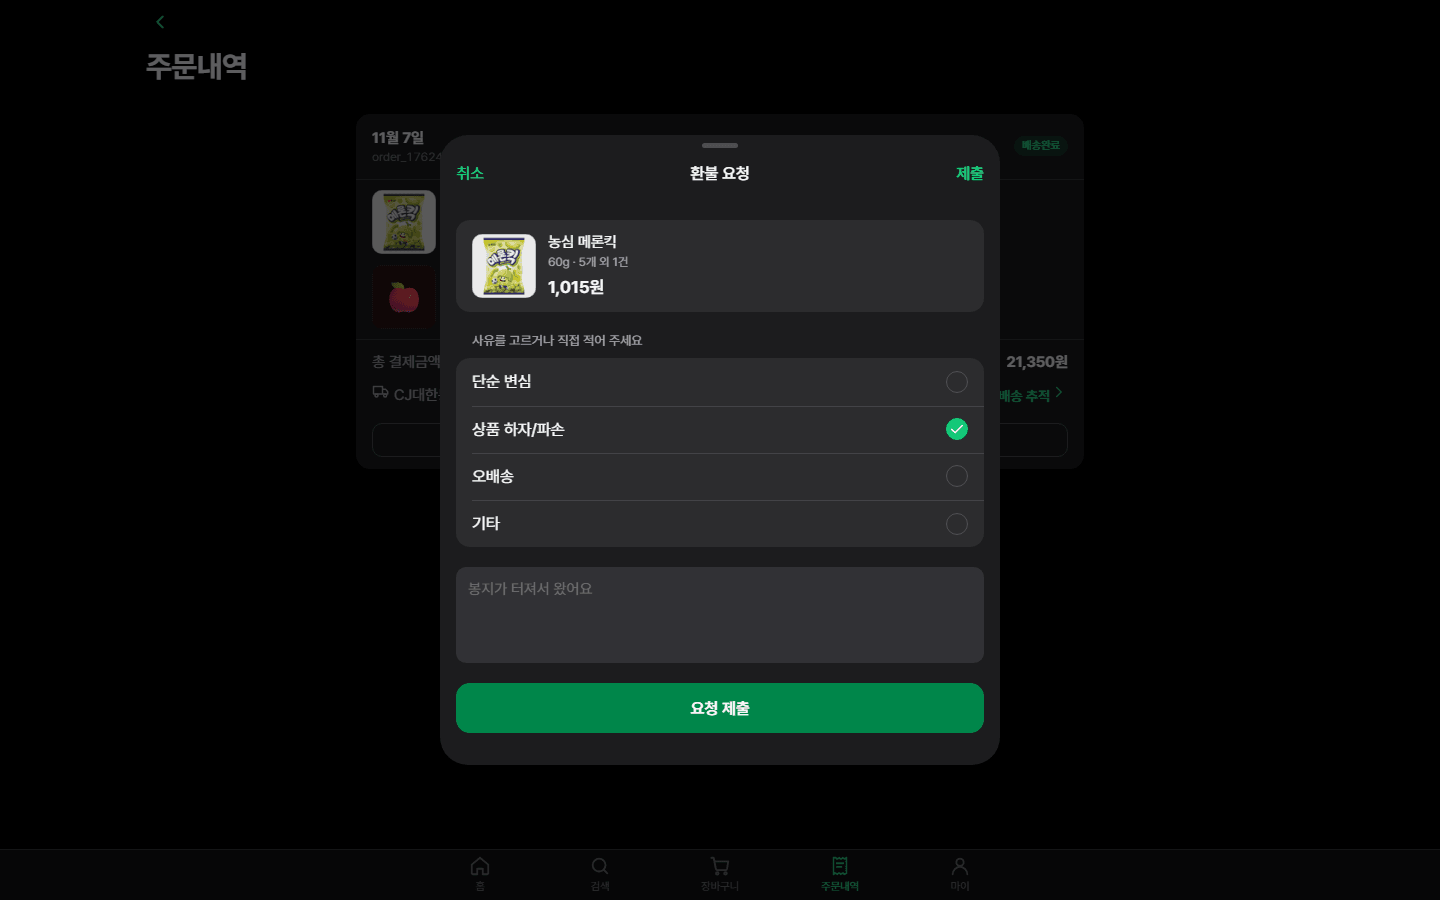 주문내역
11월 7일
order_17624
배송완료
취소
환불 요청
제출
농심 메론킥
60g · 5개 외 1건
1,015원
사유를 고르거나 직접 적어 주세요
총 결제금액
21,350원
단순 변심
CJ대한
배송 추적
상품 하자/파손
오배송
기타
봉지가 터져서 왔어요
요청 제출
홈
검색
장바구니
주문내역
마이
메론킥